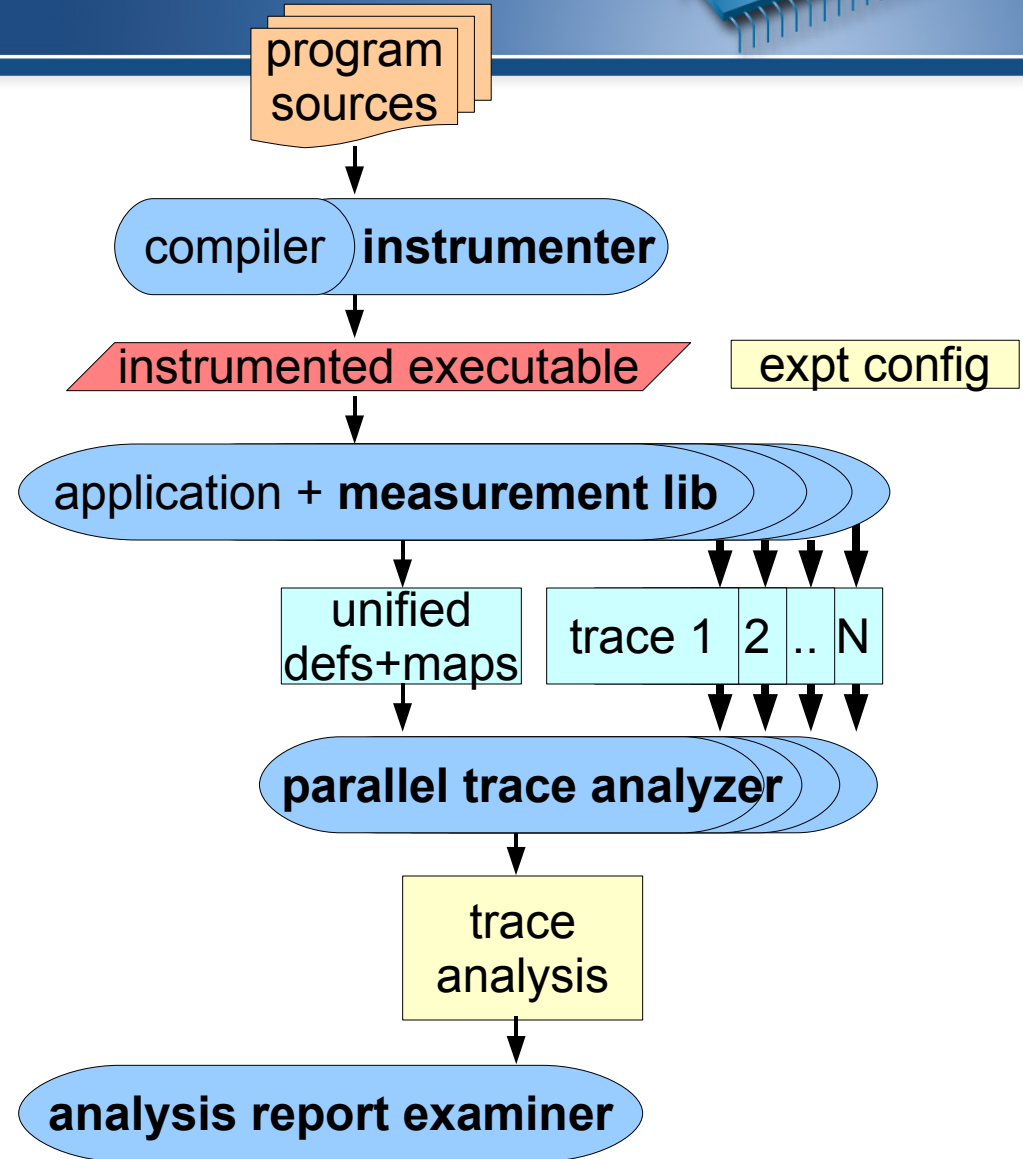 program
sources
compiler instrumenter
instrumented executable
expt config
application + measurement lib
unified
defs+maps
trace 1 2 .. N
parallel trace analyzer
trace
analysis
analysis report examiner